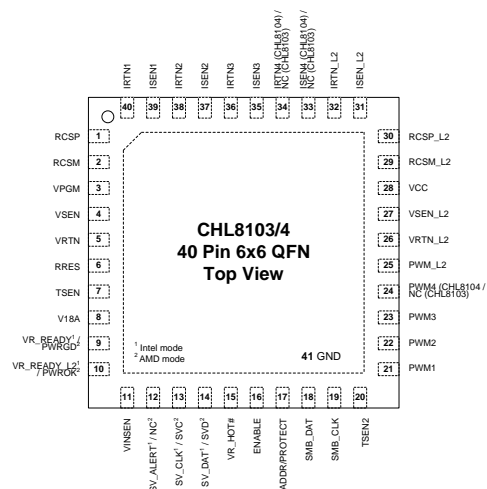 IRTN1
ISEN1
IRTN2
ISEN2
IRTN3
ISEN3
IRTN4 (CHL8104) /
NC (CHL8103)
ISEN4 (CHL8104) /
NC (CHL8103)
IRTN_L2
ISEN_L2
40 39 38 37 36 35 34 33 32 31
RCSP 1
RCSM 2
VPGM 3
VSEN 4
VRTN 5
RRES 6
TSEN 7
V18A 8
VR_READY¹ /
PWRGD² 9
VR_READY_L2¹
/ PWROK² 10
CHL8103/4
40 Pin 6x6 QFN
Top View
¹ Intel mode
² AMD mode
41 GND
30 RCSP_L2
29 RCSM_L2
28 VCC
27 VSEN_L2
26 VRTN_L2
25 PWM_L2
24 PWM4 (CHL8104 /
NC (CHL8103)
23 PWM3
22 PWM2
21 PWM1
11 12 13 14 15 16 17 18 19 20
VINSEN
SV_ALERT¹ / NC²
SV_CLK¹ / SVC²
SV_DAT¹ / SVD²
VR_HOT#
ENABLE
ADDR/PROTECT
SMB_DAT
SMB_CLK
TSEN2